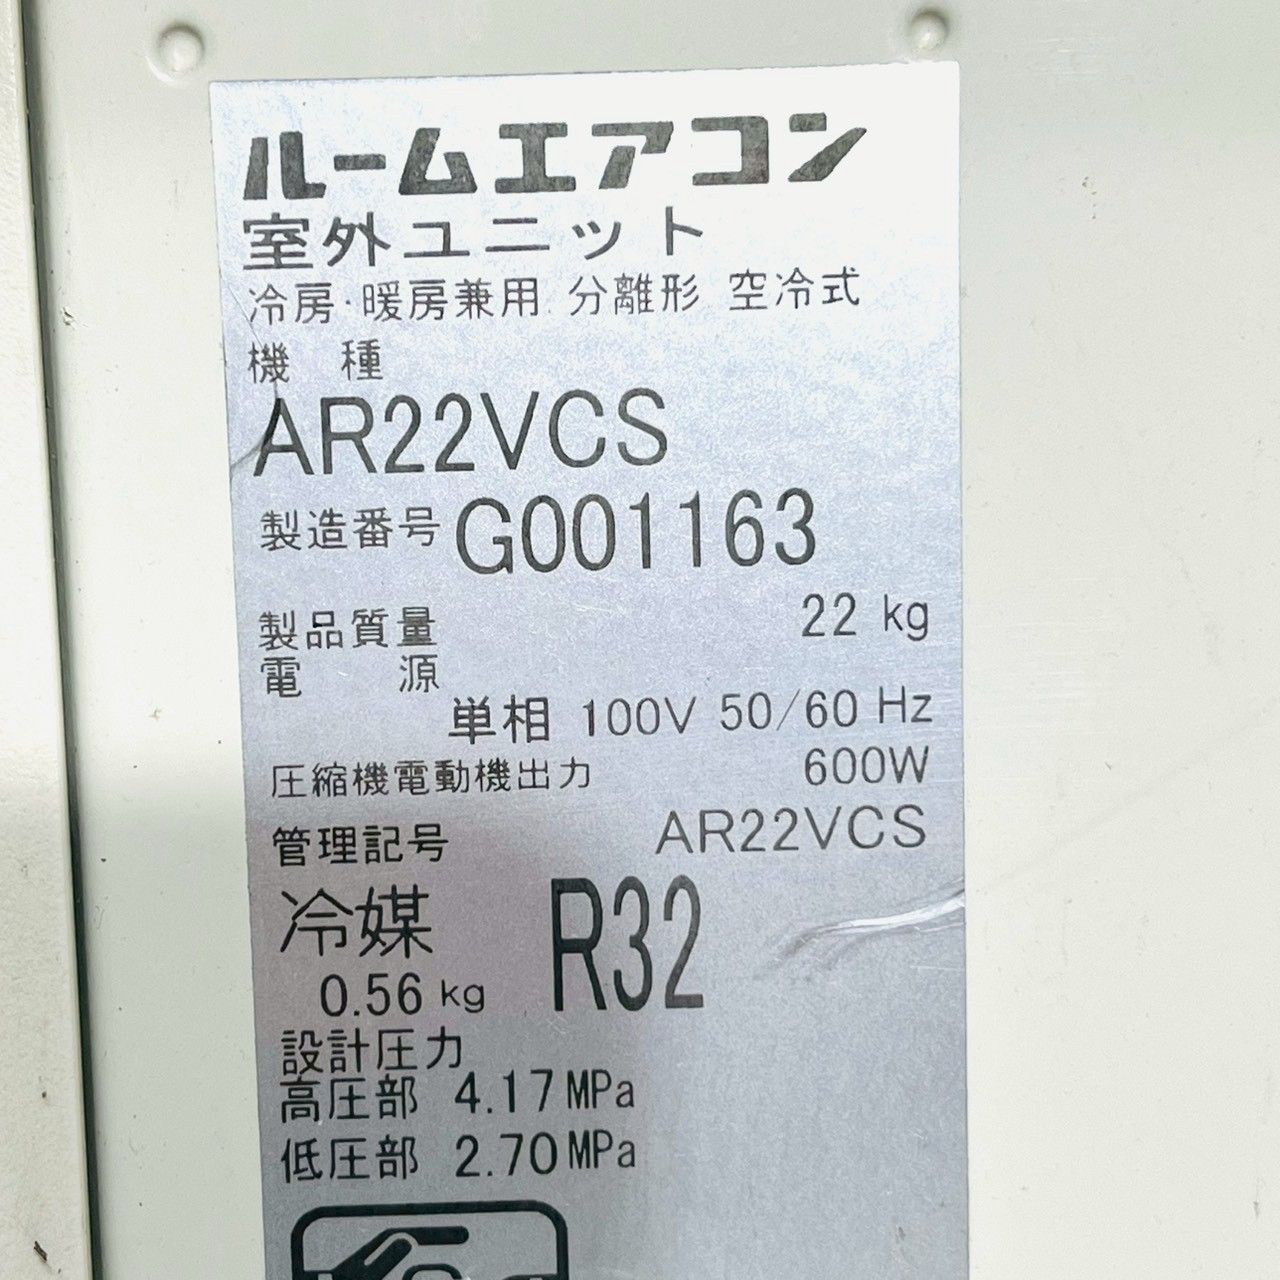 ルームエアコン
室外ユニット
冷房・暖房兼用 分離形 空冷式
機 種
AR22VCS
製造番号 G001163
製品質量 22 kg
電 源
単相 100V 50/60 Hz
圧縮機電動機出力 600W
管理記号 AR22VCS
冷媒 R32
0.56 kg
設計圧力
高圧部 4.17 MPa
低圧部 2.70 MPa